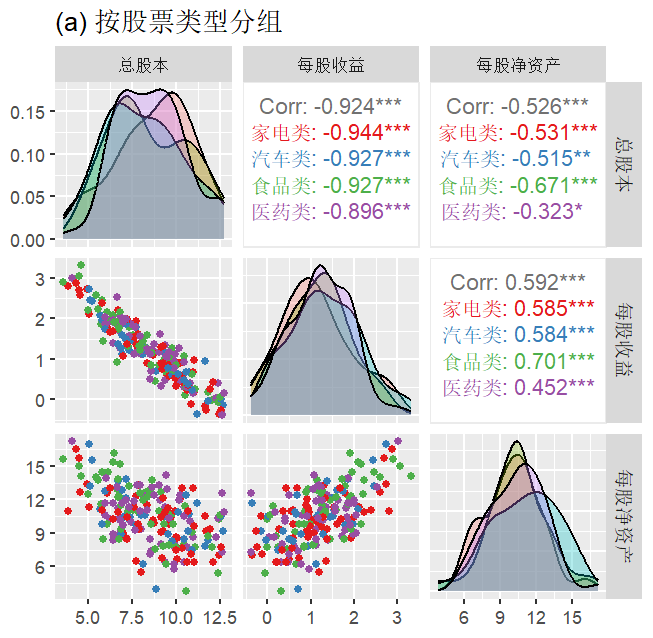 (a) 按股票类型分组
总股本
每股收益
每股净资产
0.15
0.10
0.05
0.00
Corr: -0.924***
家电类: -0.944***
汽车类: -0.927***
食品类: -0.927***
医药类: -0.896***
Corr: -0.526***
家电类: -0.531***
汽车类: -0.515**
食品类: -0.671***
医药类: -0.323*
总股本
3
2
1
0
Corr: 0.592***
家电类: 0.585***
汽车类: 0.584***
食品类: 0.701***
医药类: 0.452***
每股收益
15
12
9
6
每股净资产
5.0
7.5
10.0
12.5
0
1
2
3
6
9
12
15